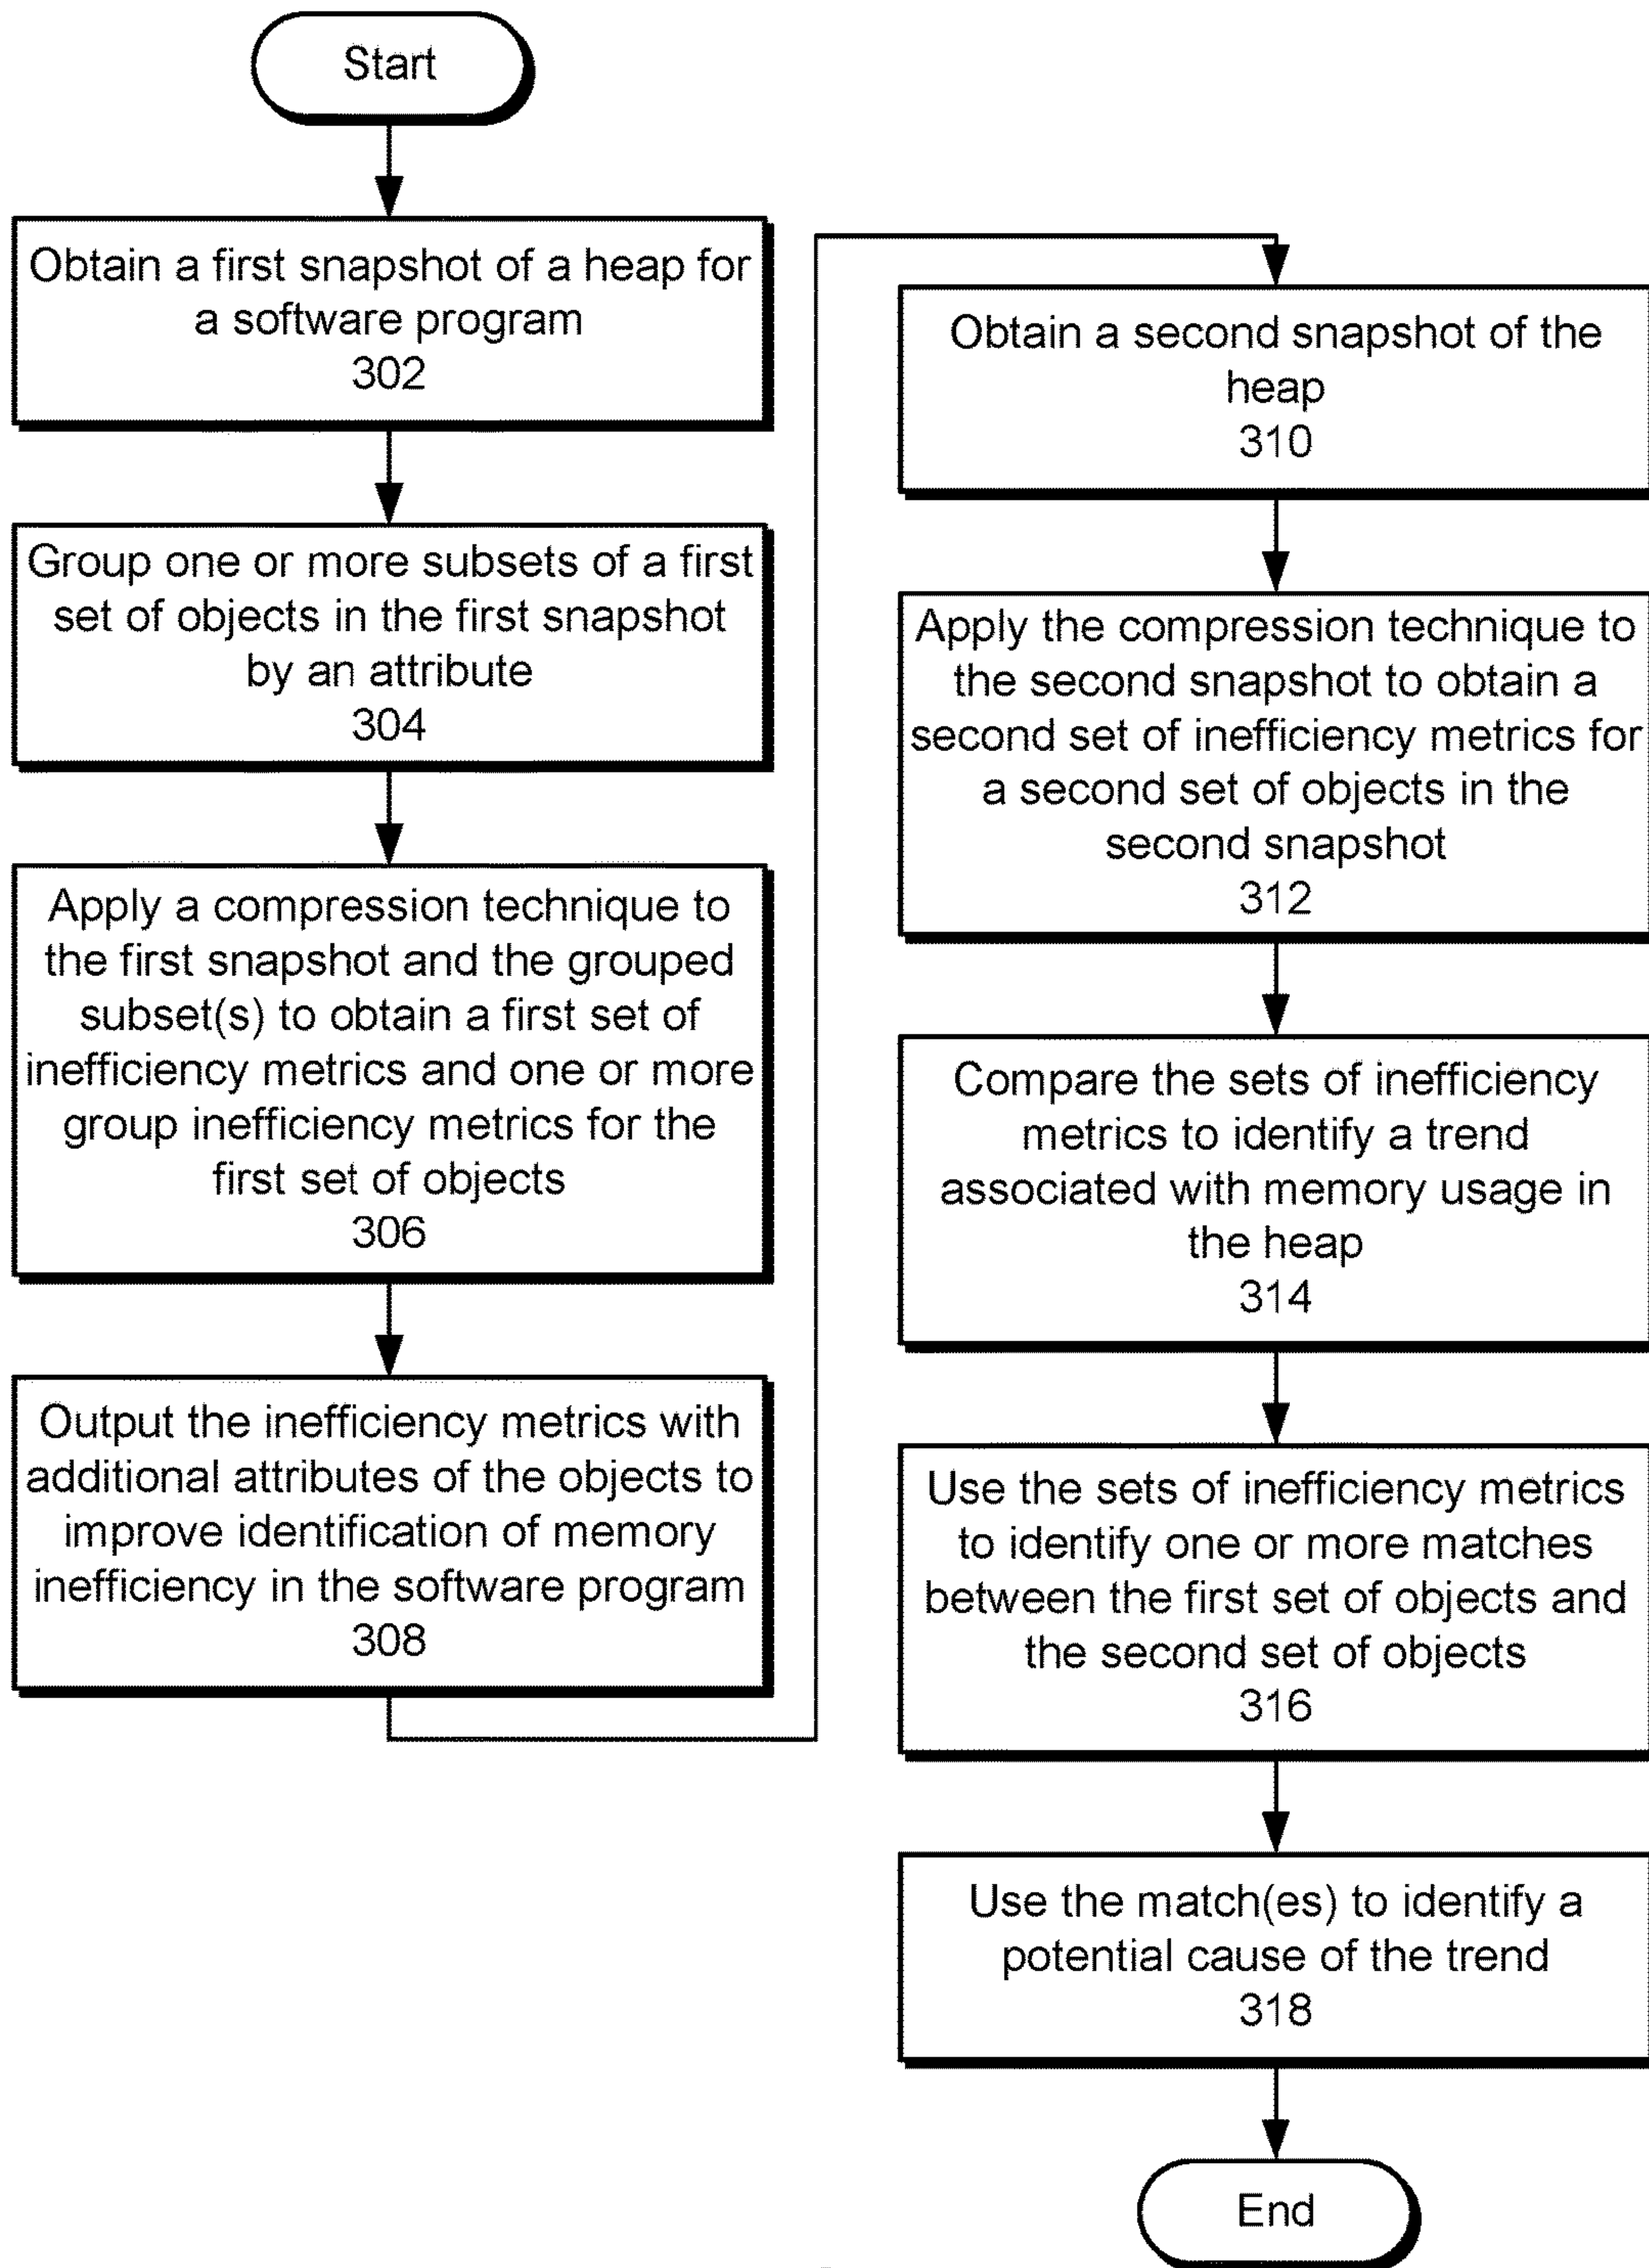 Start
Obtain a first snapshot of a heap for
a software program
302
Group one or more subsets of a first
set of objects in the first snapshot
by an attribute
304
Apply a compression technique to
the first snapshot and the grouped
subset(s) to obtain a first set of
inefficiency metrics and one or more
group inefficiency metrics for the
first set of objects
306
Output the inefficiency metrics with
additional attributes of the objects to
improve identification of memory
inefficiency in the software program
308
Obtain a second snapshot of the
heap
310
Apply the compression technique to
the second snapshot to obtain a
second set of inefficiency metrics for
a second set of objects in the
second snapshot
312
Compare the sets of inefficiency
metrics to identify a trend
associated with memory usage in
the heap
314
Use the sets of inefficiency metrics
to identify one or more matches
between the first set of objects and
the second set of objects
316
Use the match(es) to identify a
potential cause of the trend
318
End